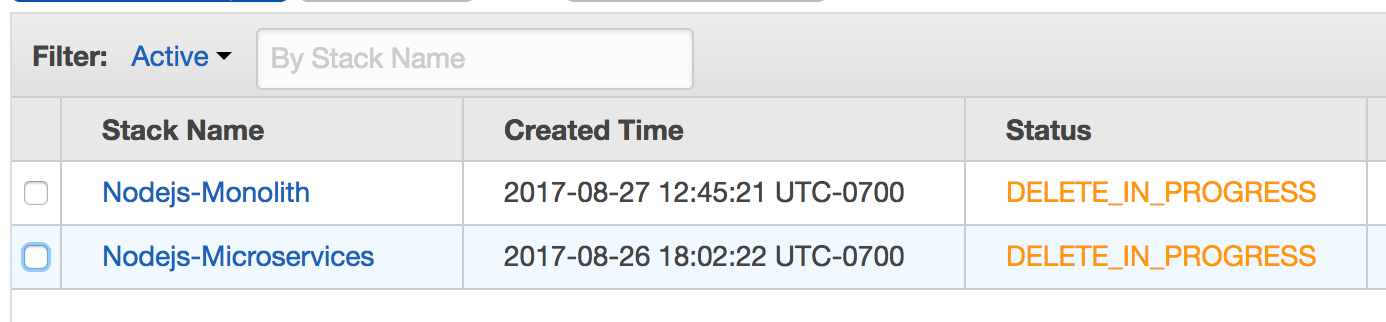 Filter: Active By Stack Name
Stack Name Created Time Status
Nodejs-Monolith 2017-08-27 12:45:21 UTC-0700 DELETE_IN_PROGRESS
Nodejs-Microservices 2017-08-26 18:02:22 UTC-0700 DELETE_IN_PROGRESS